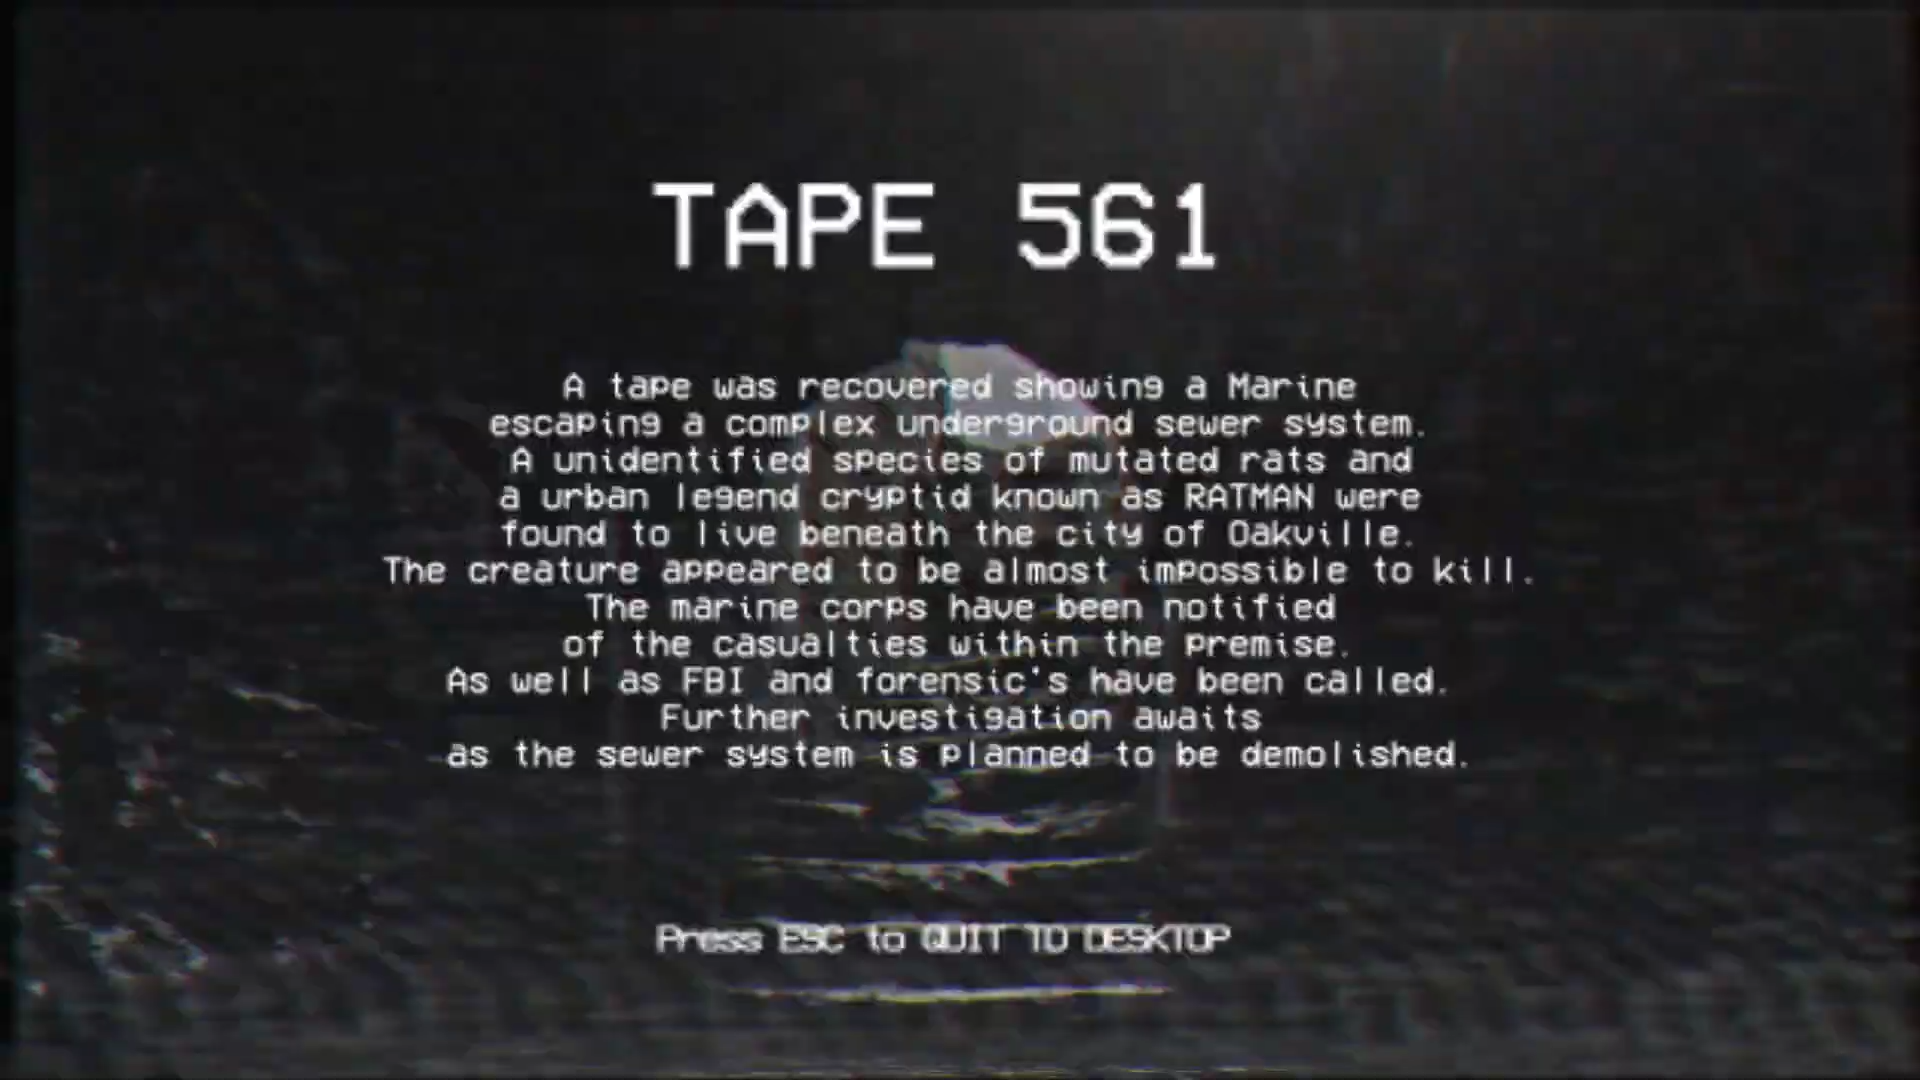 TAPE 561
A tape was recovered showing a Marine
escaping a complex underground sewer system.
A unidentified species of mutated rats and
a urban legend cryptid known as RATMAN were
found to live beneath the city of Oakville.
The creature appeared to be almost impossible to kill.
The marine corps have been notified
of the casualties within the premise.
As well as FBI and forensic's have been called.
Further investigation awaits
as the sewer system is planned to be demolished.
Press ESC to QUIT TO DESKTOP